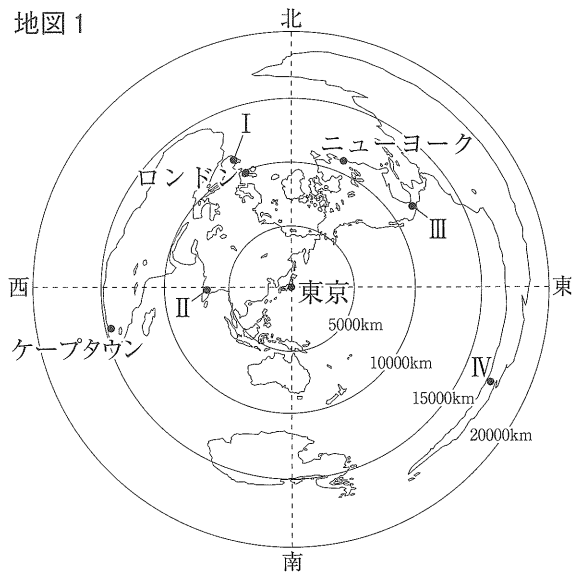 地図1
北
Ⅰ
ニューヨーク
ロンドン
Ⅲ
西
Ⅱ
東京
東
5000km
ケープタウン
10000km
Ⅳ
15000km
20000km
南